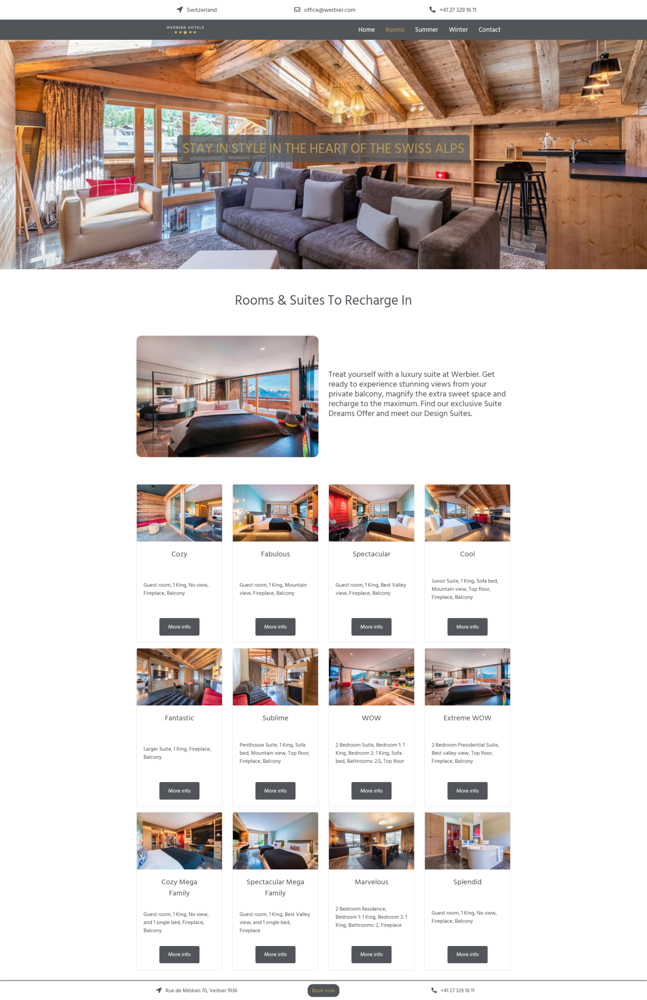 Switzerland
office@werbier.com
+41 27 329 16 11
WERBIER HOTELS
Home
Rooms
Summer
Winter
Contact
STAY IN STYLE IN THE HEART OF THE SWISS ALPS
Rooms & Suites To Recharge In
Treat yourself with a luxury suite at Werbier. Get
ready to experience stunning views from your
private balcony, magnify the extra sweet space and
recharge to the maximum. Find our exclusive Suite
Dreams Offer and meet our Design Suites.
Cozy
Guest room, 1 King, No view,
Fireplace, Balcony
More info
Fabulous
Guest room, 1 King, Mountain
view, Fireplace, Balcony
More info
Spectacular
Guest room, 1 King, Best Valley
view, Fireplace, Balcony
More info
Cool
Junior Suite, 1 King, Sofa bed,
Mountain view, Top floor,
Fireplace, Balcony
More info
Fantastic
Larger Suite, 1 King, Fireplace,
Balcony
More info
Sublime
Penthouse Suite, 1 King, Sofa
bed, Mountain view, Top floor,
Fireplace, Balcony
More info
WOW
2 Bedroom Suite, Bedroom 1: 1
King, Bedroom 2: 1 King, Sofa
bed, Bathrooms: 2.5, Top floor
More info
Extreme WOW
2 Bedroom Presidential Suite,
Best valley view, Top floor,
Fireplace, Balcony
More info
Cozy Mega
Family
Guest room, 1 King, No view,
and 1 single bed, Fireplace,
Balcony
More info
Spectacular Mega
Family
Guest room, 1 King, Best Valley
view, and 1 single bed,
Fireplace
More info
Marvelous
2 Bedroom Residence,
Bedroom 1: 1 King, Bedroom 2: 1
King, Bathrooms: 2, Fireplace
More info
Splendid
Guest room, 1 King, No view,
Fireplace, Balcony
More info
Rue de Médran 70, Verbier 1936
Book now
+41 27 329 16 11